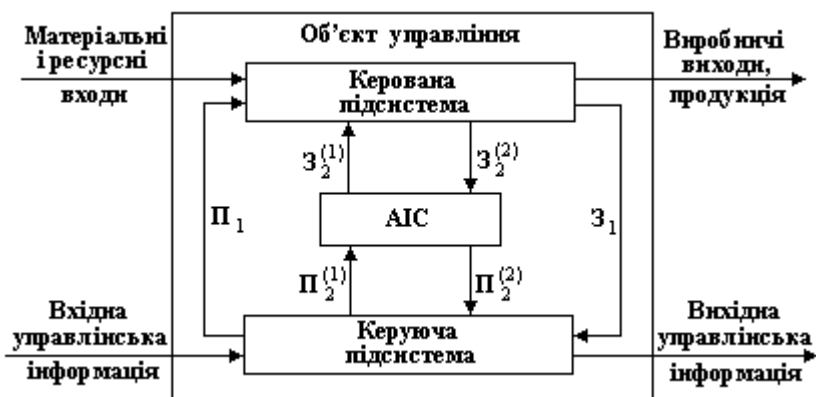 Об’єкт управління
Матеріальні
і ресурсні
входи
Керована
підсистема
Виробничі
виходи,
продукція
З₂⁽¹⁾
З₂⁽²⁾
П₁
АІС
З₁
П₂⁽¹⁾
П₂⁽²⁾
Вхідна
управлінська
інформація
Керуюча
підсистема
Вихідна
управлінська
інформація